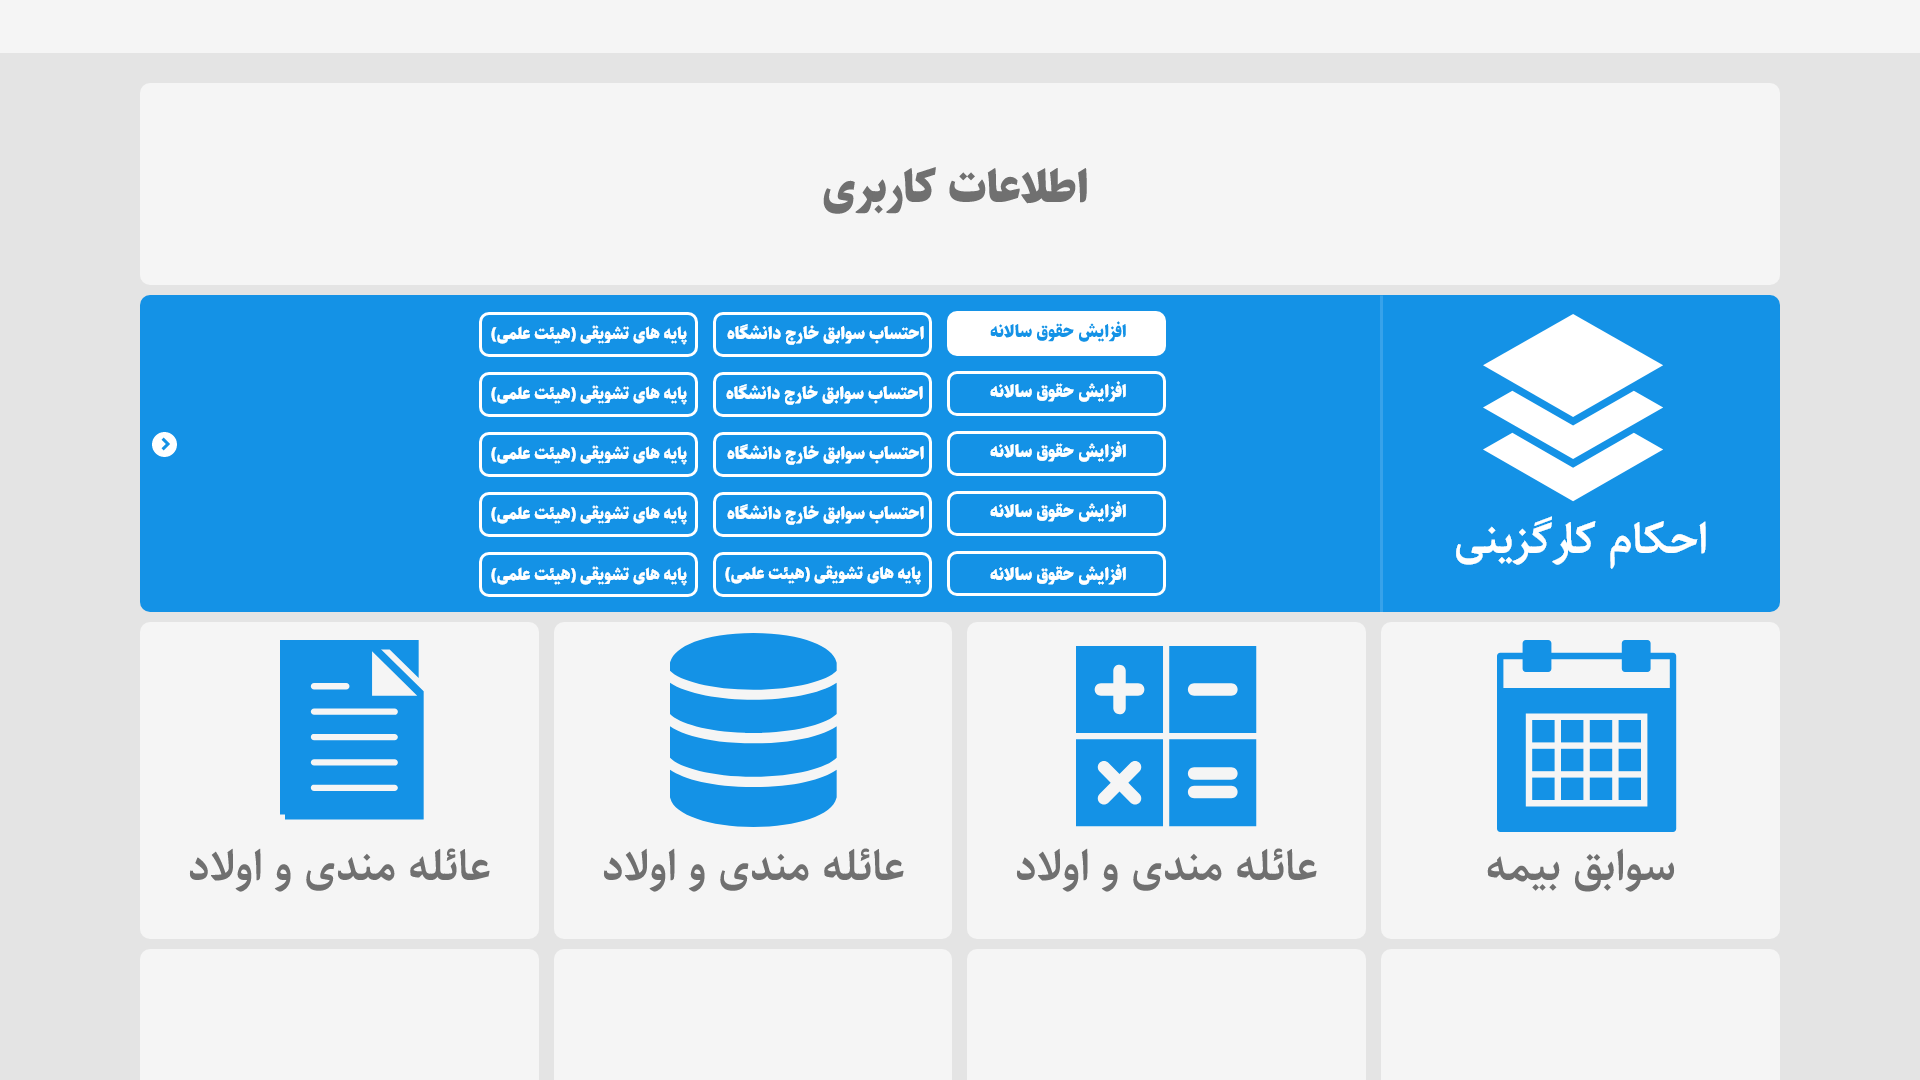 اطلاعات کاربری
احکام کارگزینی
افزایش حقوق سالانه
احتساب سوابق خارج دانشگاه
پایه های تشویقی (هیئت علمی)
افزایش حقوق سالانه
احتساب سوابق خارج دانشگاه
پایه های تشویقی (هیئت علمی)
افزایش حقوق سالانه
احتساب سوابق خارج دانشگاه
پایه های تشویقی (هیئت علمی)
افزایش حقوق سالانه
احتساب سوابق خارج دانشگاه
پایه های تشویقی (هیئت علمی)
افزایش حقوق سالانه
پایه های تشویقی (هیئت علمی)
پایه های تشویقی (هیئت علمی)
سوابق بیمه
عائله مندی و اولاد
عائله مندی و اولاد
عائله مندی و اولاد